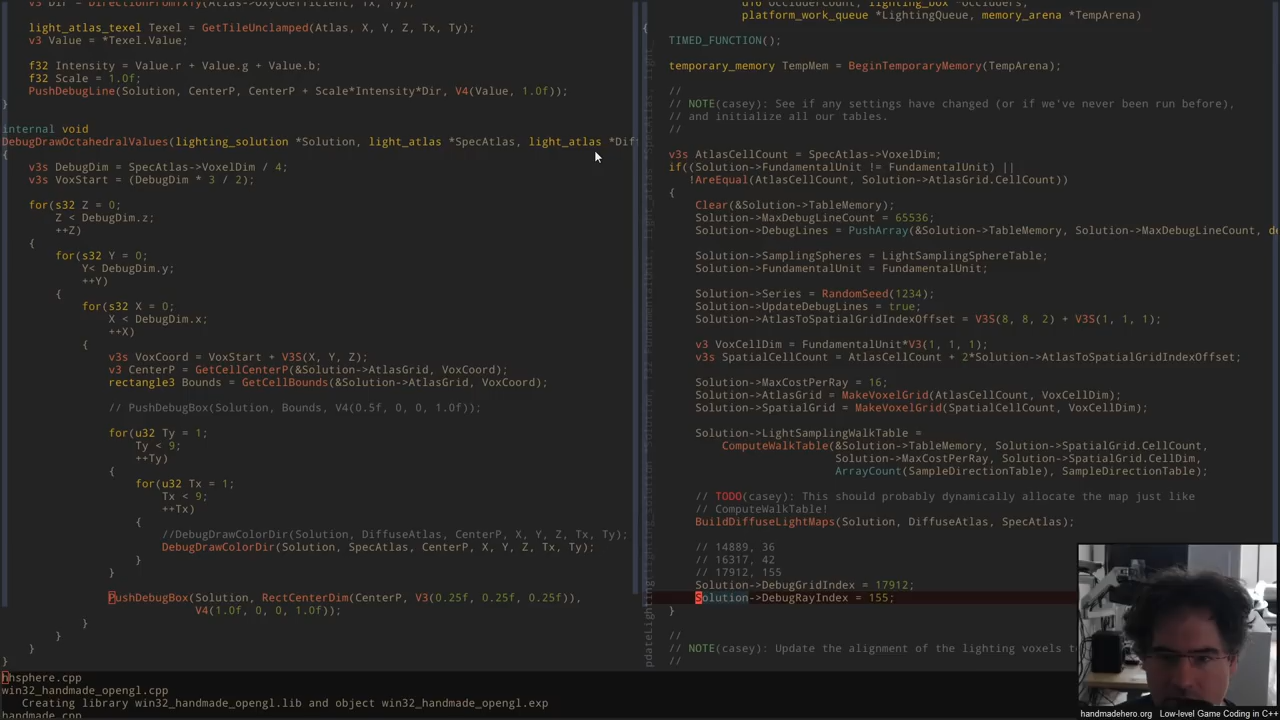 v3 Dir = DirectionFromTxTy(Atlas->OxyCoefficient, Tx, Ty);
light_atlas_texel Texel = GetTileUnclamped(Atlas, X, Y, Z, Tx, Ty);
v3 Value = *Texel.Value;
f32 Intensity = Value.r + Value.g + Value.b;
f32 Scale = 1.0f;
PushDebugLine(Solution, CenterP, CenterP + Scale*Intensity*Dir, V4(Value, 1.0f));
}
internal void
DebugDrawOctahedralValues(lighting_solution *Solution, light_atlas *SpecAtlas, light_atlas *Dif
{
v3s DebugDim = SpecAtlas->VoxelDim / 4;
v3s VoxStart = (DebugDim * 3 / 2);
for(s32 Z = 0;
Z < DebugDim.z;
++Z)
{
for(s32 Y = 0;
Y< DebugDim.y;
++Y)
{
for(s32 X = 0;
X < DebugDim.x;
++X)
{
v3s VoxCoord = VoxStart + V3S(X, Y, Z);
v3 CenterP = GetCellCenterP(&Solution->AtlasGrid, VoxCoord);
rectangle3 Bounds = GetCellBounds(&Solution->AtlasGrid, VoxCoord);
// PushDebugBox(Solution, Bounds, V4(0.5f, 0, 0, 1.0f));
for(u32 Ty = 1;
Ty < 9;
++Ty)
{
for(u32 Tx = 1;
Tx < 9;
++Tx)
{
//DebugDrawColorDir(Solution, DiffuseAtlas, CenterP, X, Y, Z, Tx, Ty);
DebugDrawColorDir(Solution, SpecAtlas, CenterP, X, Y, Z, Tx, Ty);
}
}
PushDebugBox(Solution, RectCenterDim(CenterP, V3(0.25f, 0.25f, 0.25f)),
V4(1.0f, 0, 0, 1.0f));
}
}
}
}
hhsphere.cpp
win32_handmade_opengl.cpp
Creating library win32_handmade_opengl.lib and object win32_handmade_opengl.exp
handmade.cpp
u16 OccluderCount, lighting_box *Occluders,
platform_work_queue *LightingQueue, memory_arena *TempArena)
{
TIMED_FUNCTION();
temporary_memory TempMem = BeginTemporaryMemory(TempArena);
//
// NOTE(casey): See if any settings have changed (or if we've never been run before),
// and initialize all our tables.
//
v3s AtlasCellCount = SpecAtlas->VoxelDim;
if((Solution->FundamentalUnit != FundamentalUnit) ||
!AreEqual(AtlasCellCount, Solution->AtlasGrid.CellCount))
{
Clear(&Solution->TableMemory);
Solution->MaxDebugLineCount = 65536;
Solution->DebugLines = PushArray(&Solution->TableMemory, Solution->MaxDebugLineCount, de
Solution->SamplingSpheres = LightSamplingSphereTable;
Solution->FundamentalUnit = FundamentalUnit;
Solution->Series = RandomSeed(1234);
Solution->UpdateDebugLines = true;
Solution->AtlasToSpatialGridIndexOffset = V3S(8, 8, 2) + V3S(1, 1, 1);
v3 VoxCellDim = FundamentalUnit*V3(1, 1, 1);
v3s SpatialCellCount = AtlasCellCount + 2*Solution->AtlasToSpatialGridIndexOffset;
Solution->MaxCostPerRay = 16;
Solution->AtlasGrid = MakeVoxelGrid(AtlasCellCount, VoxCellDim);
Solution->SpatialGrid = MakeVoxelGrid(SpatialCellCount, VoxCellDim);
Solution->LightSamplingWalkTable =
ComputeWalkTable(&Solution->TableMemory, Solution->SpatialGrid.CellCount,
Solution->MaxCostPerRay, Solution->SpatialGrid.CellDim,
ArrayCount(SampleDirectionTable), SampleDirectionTable);
// TODO(casey): This should probably dynamically allocate the map just like
// ComputeWalkTable!
BuildDiffuseLightMaps(Solution, DiffuseAtlas, SpecAtlas);
// 14889, 36
// 16317, 42
// 17912, 155
Solution->DebugGridIndex = 17912;
Solution->DebugRayIndex = 155;
}
//
// NOTE(casey): Update the alignment of the lighting voxels t
//
pdateLighting
handmadehero.org | Low-level Game Coding in C++